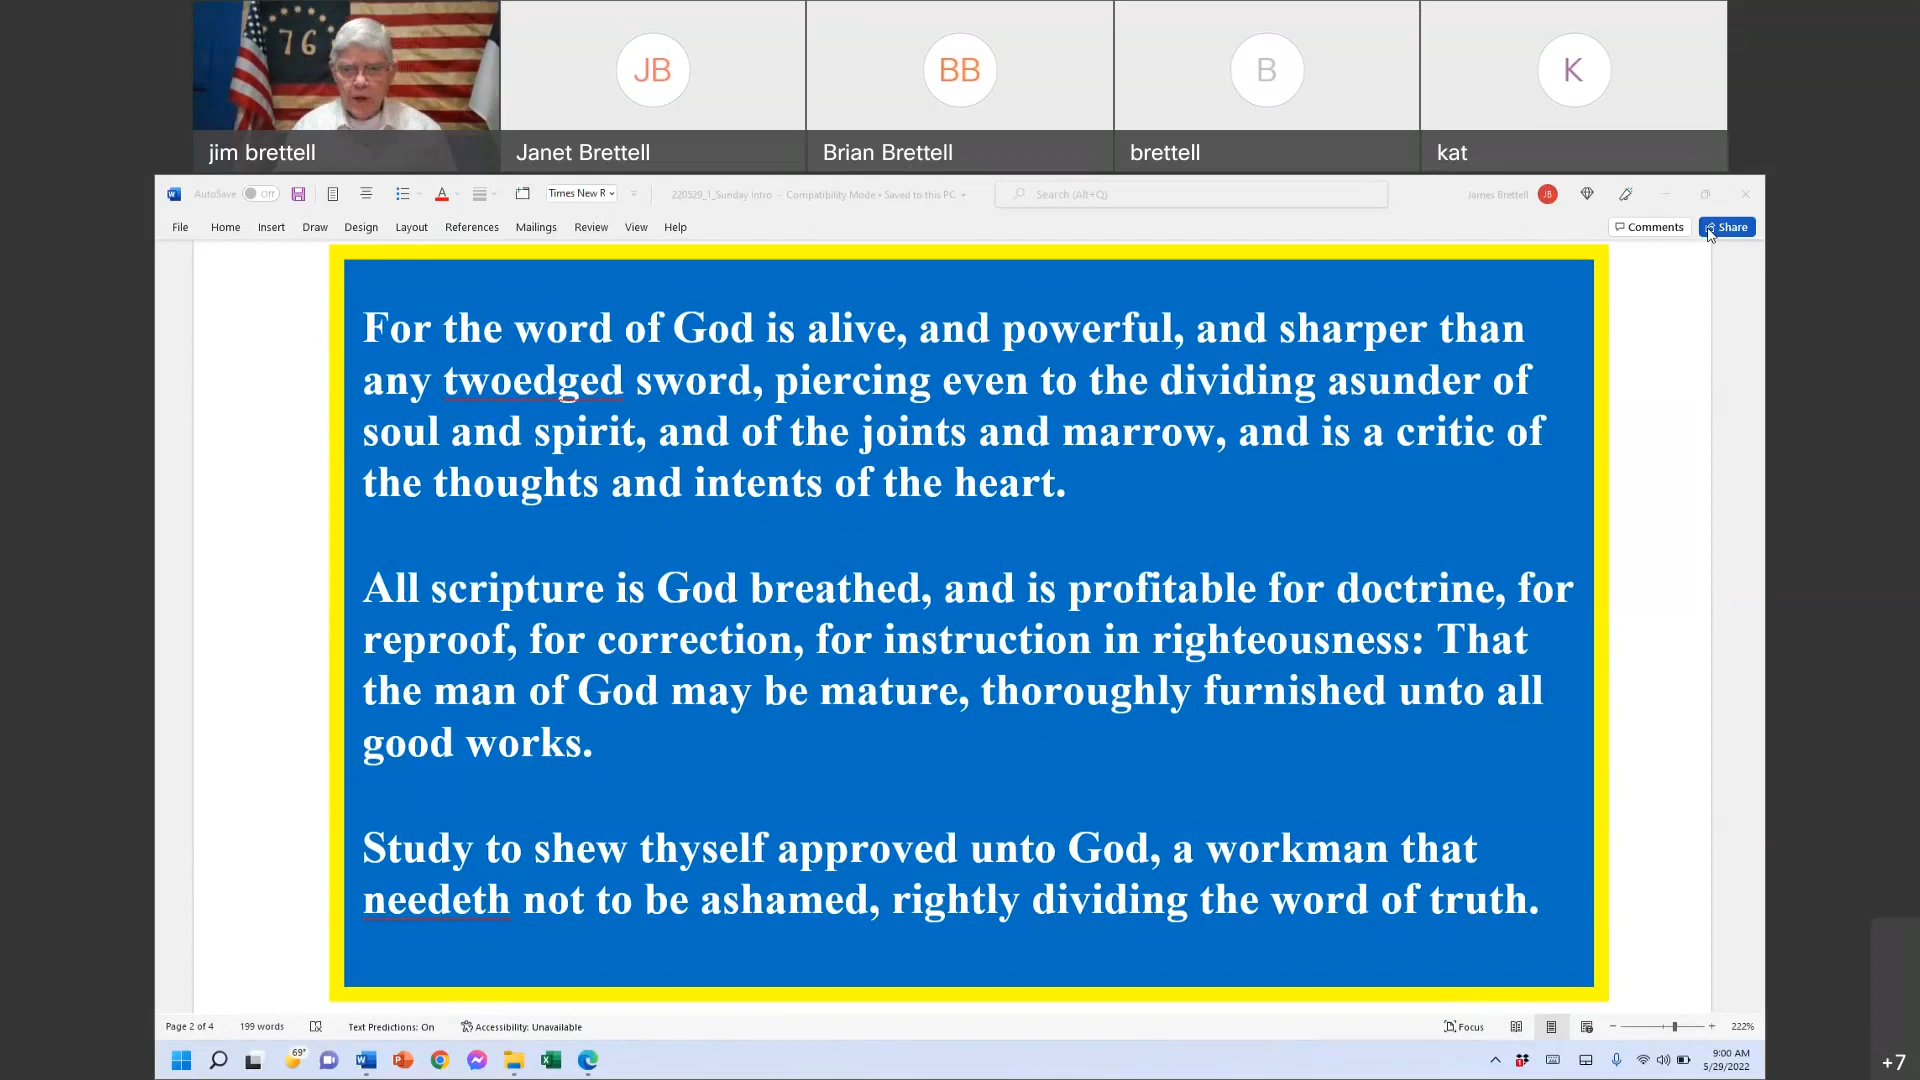 76
JB
BB
B
K
jim brettell
Janet Brettell
Brian Brettell
brettell
kat
AutoSave Off
Times New R
220529_1_Sunday Intro - Compatibility Mode • Saved to this PC
Search (Alt+Q)
James Brettell
JB
File Home Insert Draw Design Layout References Mailings Review View Help
Comments
Share
For the word of God is alive, and powerful, and sharper than
any twoedged sword, piercing even to the dividing asunder of
soul and spirit, and of the joints and marrow, and is a critic of
the thoughts and intents of the heart.
All scripture is God breathed, and is profitable for doctrine, for
reproof, for correction, for instruction in righteousness: That
the man of God may be mature, thoroughly furnished unto all
good works.
Study to shew thyself approved unto God, a workman that
needeth not to be ashamed, rightly dividing the word of truth.
Page 2 of 4 199 words Text Predictions: On Accessibility: Unavailable
Focus
222%
69°
9:00 AM
5/29/2022
+7